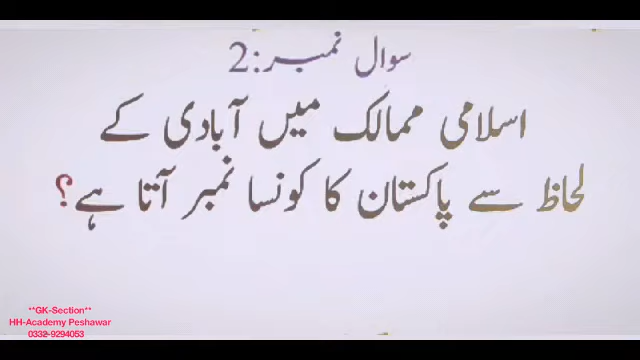 سوال نمبر:2
اسلامی ممالک میں آبادی کے
لحاظ سے پاکستان کا کونسا نمبر آتا ہے؟
**GK-Section**
HH-Academy Peshawar
0332-9294053